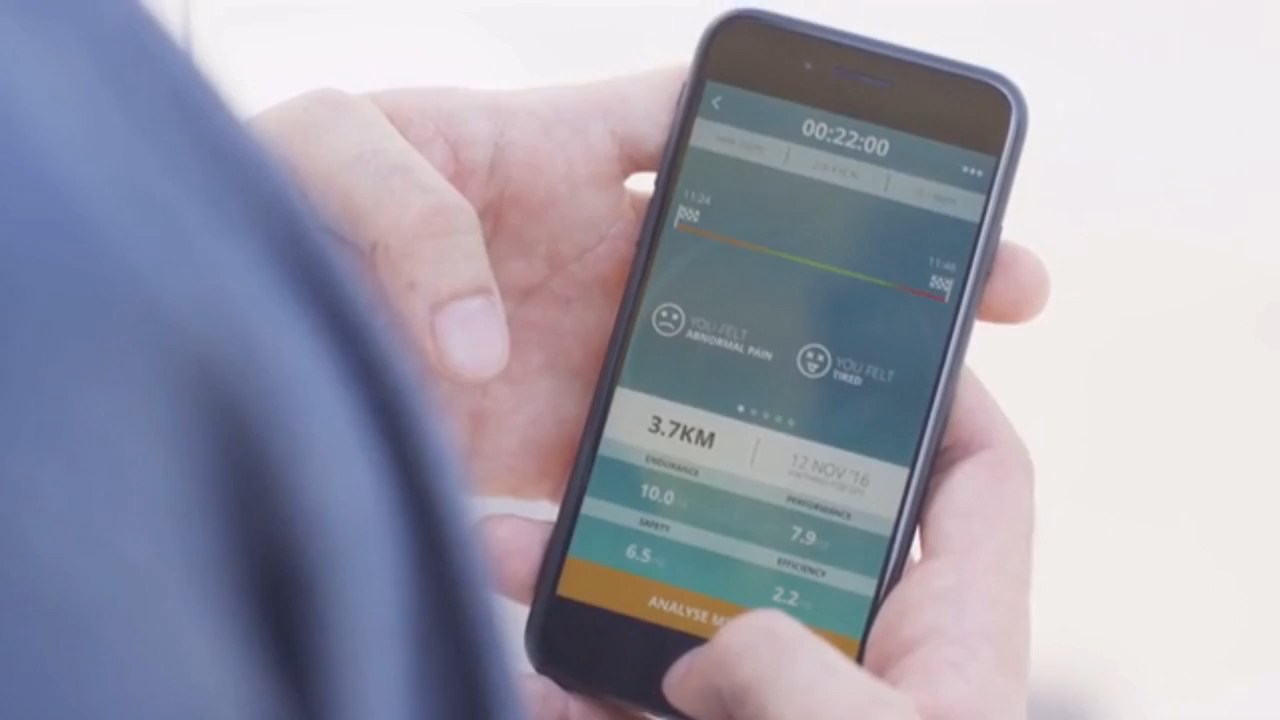 00:22:00
11:24
11:46
YOU FELT
ABNORMAL PAIN
YOU FELT
TIRED
3.7KM
12 NOV '16
ENDURANCE
PERFORMANCE
10.0
7.9
SAFETY
EFFICIENCY
6.5
2.2
ANALYSE